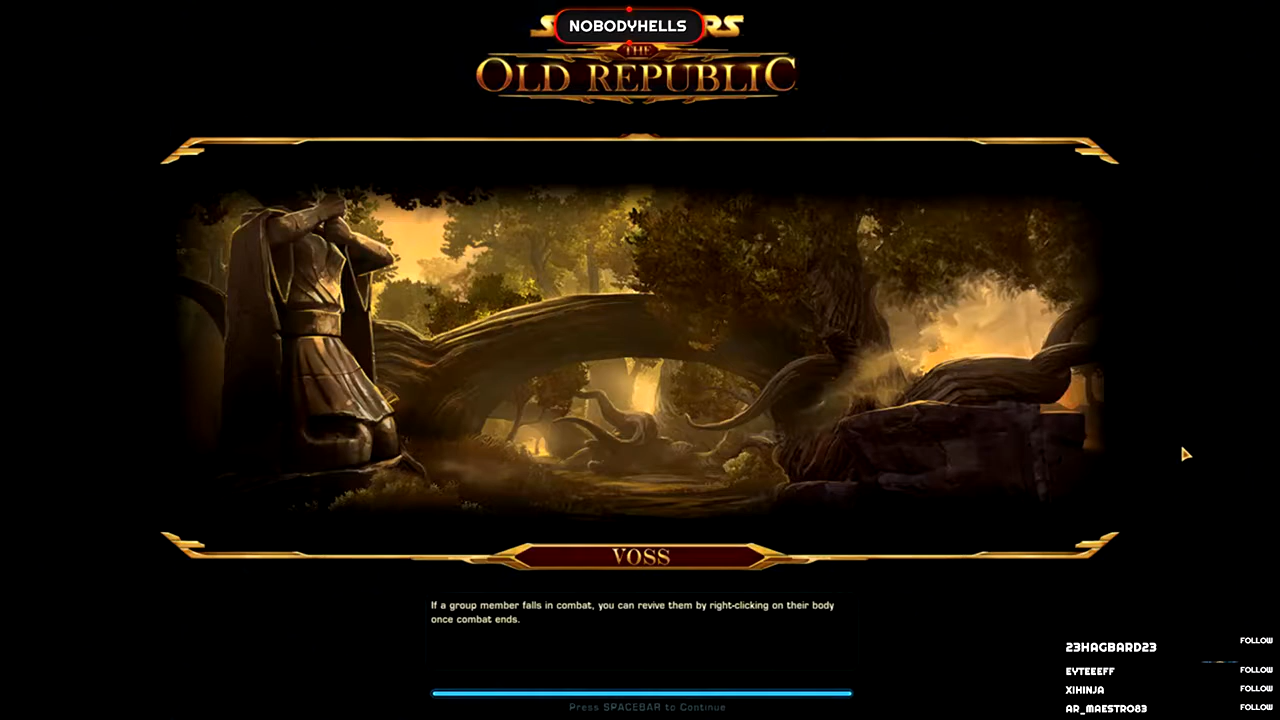 NOBODYHELLS
THE
OLD REPUBLIC
VOSS
If a group member falls in combat, you can revive them by right-clicking on their body
once combat ends.
Press SPACEBAR to Continue
23HAGBARD23 FOLLOW
EYTEEEFF FOLLOW
XIHINJA FOLLOW
AR_MAESTRO83 FOLLOW